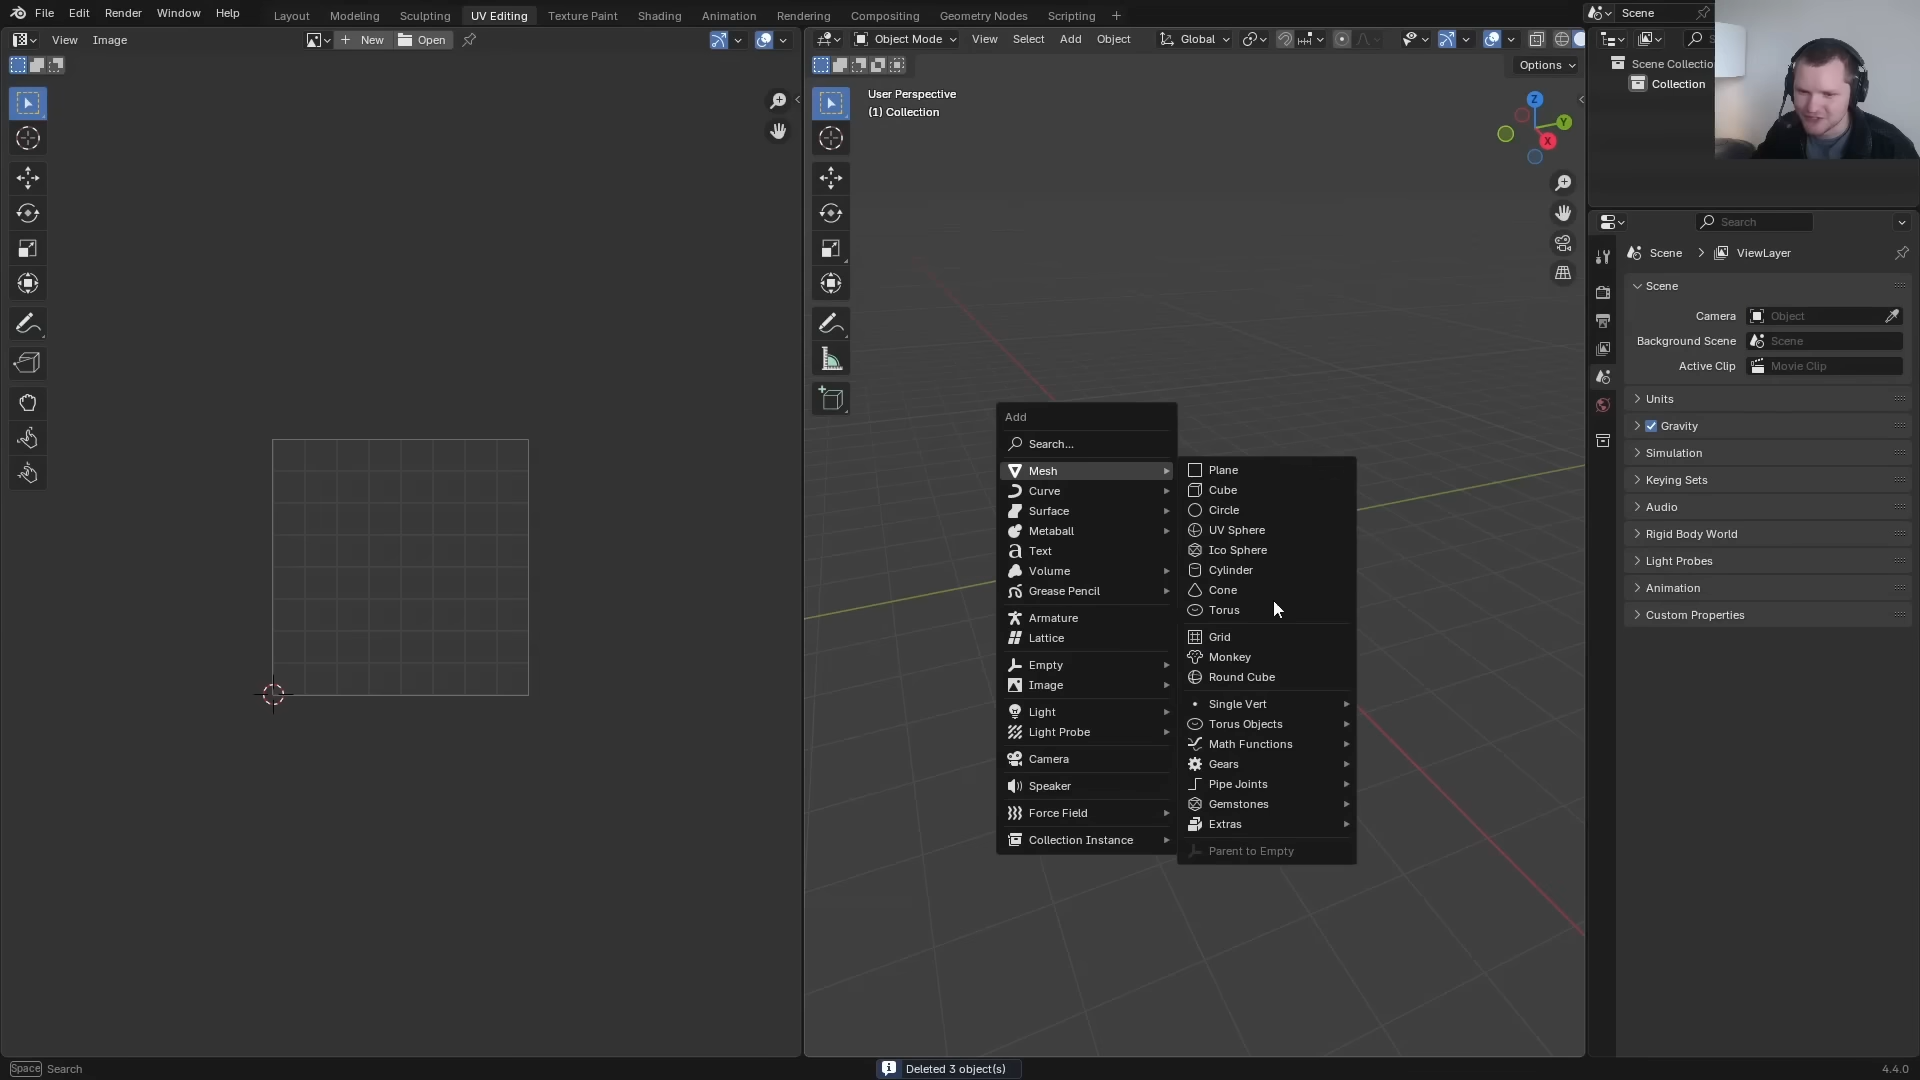 File Edit Render Window Help
Layout Modeling Sculpting UV Editing Texture Paint Shading Animation Rendering Compositing Geometry Nodes Scripting
Scene
View Image New Open
Object Mode View Select Add Object Global
Options
User Perspective
(1) Collection
Z
Y
X
Scene Collectio
Collection
Add
Search...
Mesh
Curve
Surface
Metaball
Text
Volume
Grease Pencil
Armature
Lattice
Empty
Image
Light
Light Probe
Camera
Speaker
Force Field
Collection Instance
Plane
Cube
Circle
UV Sphere
Ico Sphere
Cylinder
Cone
Torus
Grid
Monkey
Round Cube
Single Vert
Torus Objects
Math Functions
Gears
Pipe Joints
Gemstones
Extras
Parent to Empty
Search
Scene ViewLayer
Scene
Camera Object
Background Scene Scene
Active Clip Movie Clip
Units
Gravity
Simulation
Keying Sets
Audio
Rigid Body World
Light Probes
Animation
Custom Properties
Space Search
Deleted 3 object(s)
4.4.0